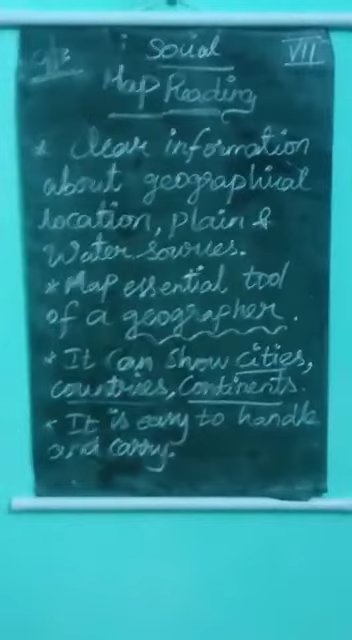 Social
VII
Map Reading
* Clear information
about geographical
location, plain &
Water sources.
* Map essential tool
of a geographer.
* It can show cities,
countries, Continents.
* It is easy to handle
and carry.